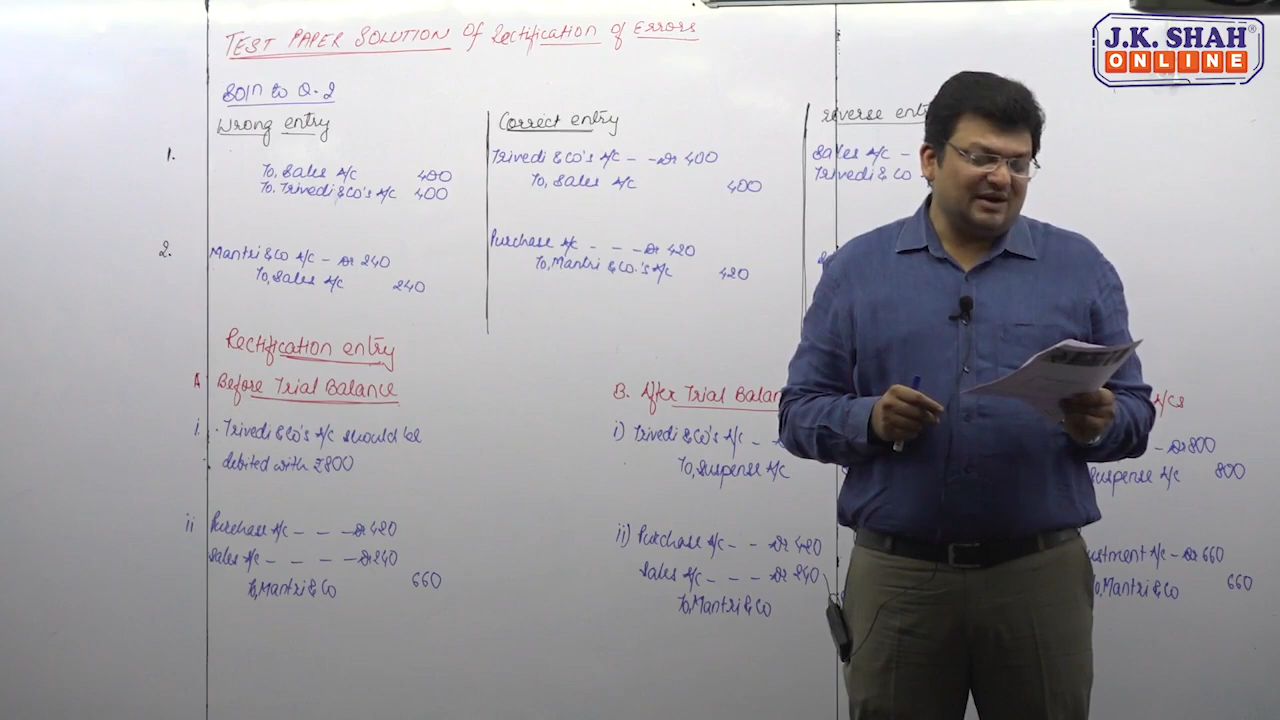 TEST PAPER SOLUTION Of Rectification of Errors
J.K. SHAH®
ONLINE
Soln to Q.2
Wrong entry
Correct entry
reverse
1.
To, Sales A/c 400
To, Trivedi & Co's A/c 400
Trivedi & Co's A/c - - Dr 400
To, Sales A/c 400
Sales A/c -
Trivedi & Co
2.
Mantri & Co A/c - Dr 240
To, Sales A/c 240
Purchase A/c - - - Dr 420
To, Mantri & Co.'s A/c 420
Rectification entry
A Before Trial Balance
i. Trivedi & Co's A/c should be
debited with ₹800
ii Purchase A/c - - - Dr 420
Sales A/c - - - - Dr 240
To, Mantri & Co 660
B. After Trial
i) Trivedi & Co's A/c -
To, Suspense A/c
ii) Purchase A/c - - Dr 420
Sales A/c - - - Dr 240
To, Mantri & Co
A/cs
- Dr 800
Suspense A/c 800
ustment A/c - Dr 660
To, Mantri & Co 660